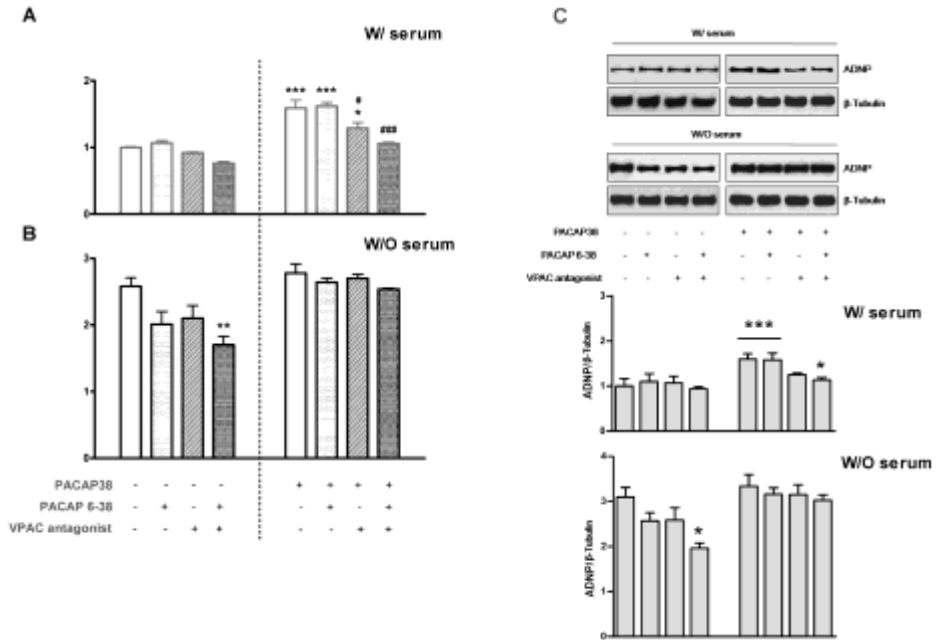 A
W/ serum
2
1
0
*** *** # * ###
B
W/O serum
3
2
1
0
**
PACAP38 - - - - + + + +
PACAP 6-38 - + - + - + - +
VPAC antagonist - - + + - - + +
C
W/ serum
ADNP
β-Tubulin
W/O serum
ADNP
β-Tubulin
PACAP38 - - - - + + + +
PACAP 6-38 - + - + - + - +
VPAC antagonist - - + + - - + +
W/ serum
ADNP/β-Tubulin
3
2
1
0
*** *
W/O serum
ADNP/β-Tubulin
4
3
2
1
0
*